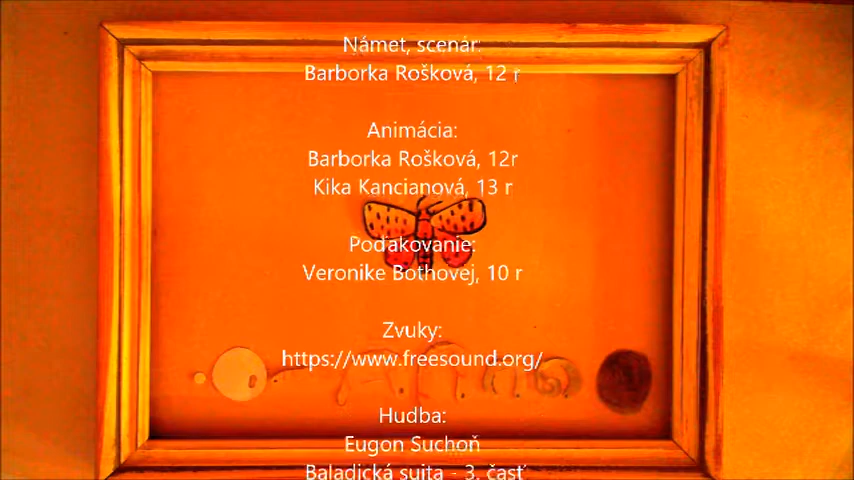 Námet, scenár:
Barborka Rošková, 12 r
Animácia:
Barborka Rošková, 12r
Kika Kancianová, 13 r
Poďakovanie:
Veronike Bothovej, 10 r
Zvuky:
https://www.freesound.org/
Hudba:
Eugon Suchoň
Baladická suita - 3. časť